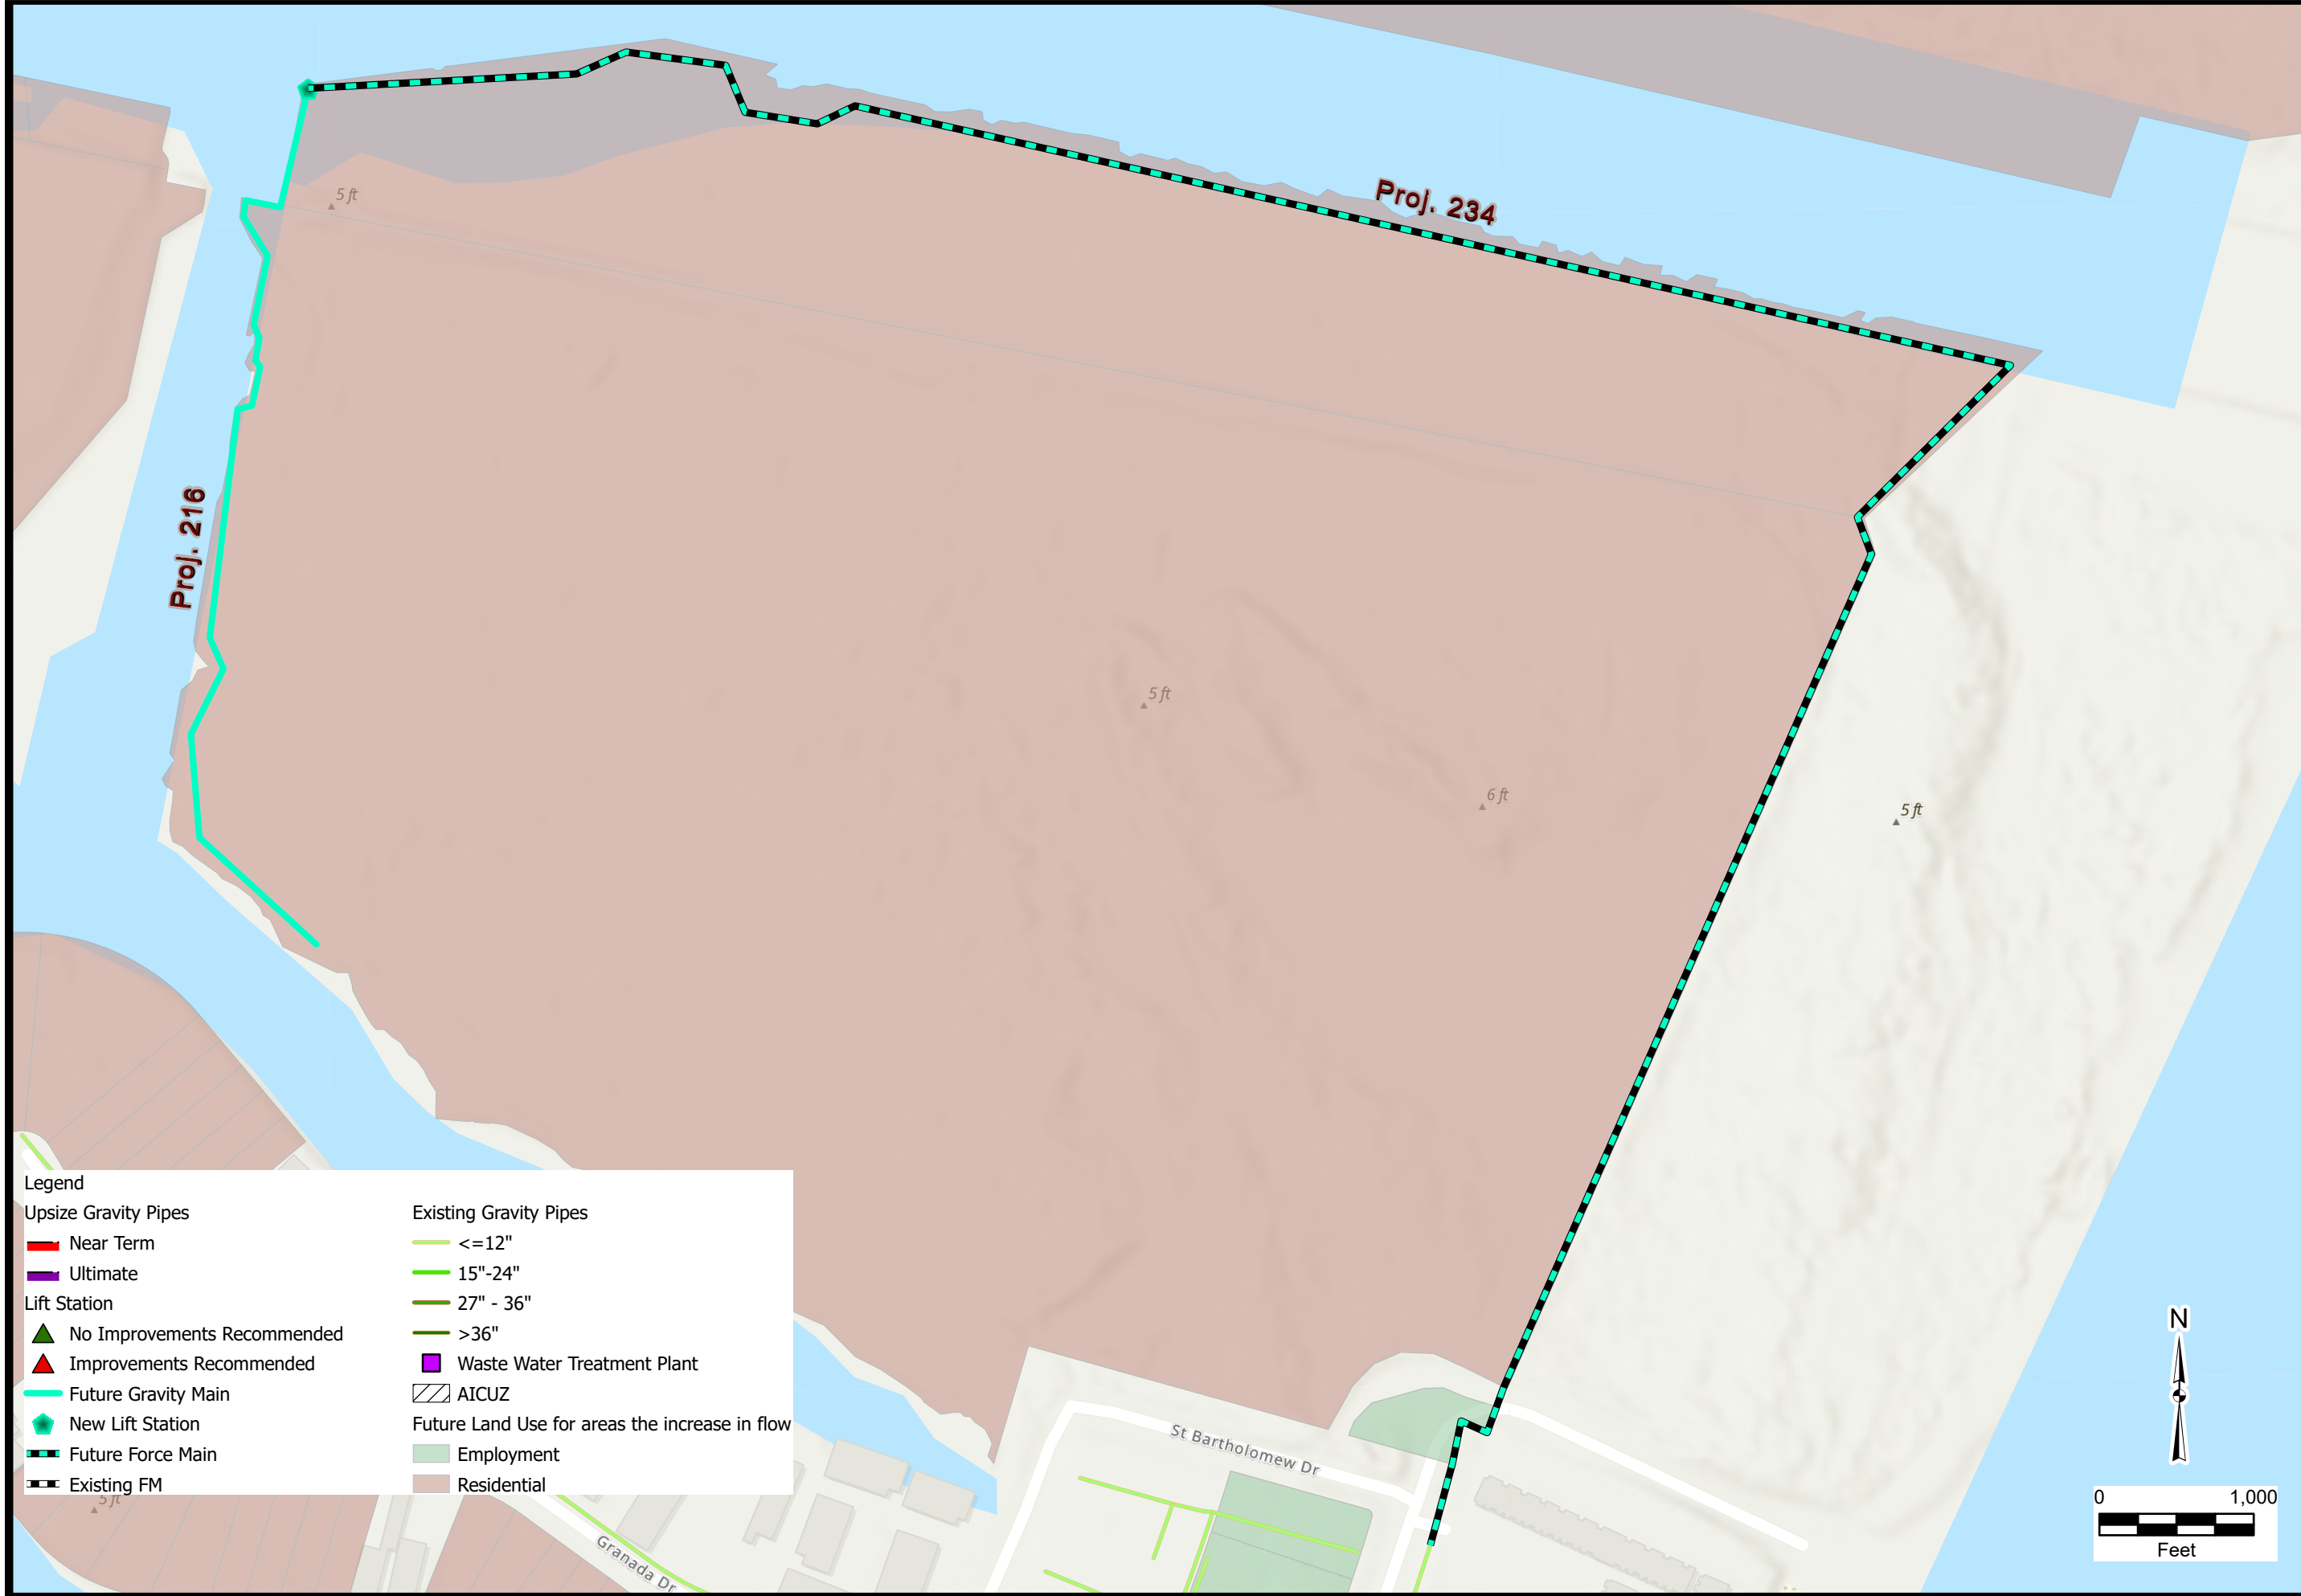 5 ft
Proj. 234
Proj. 216
5 ft
6 ft
5 ft
Legend
Upsize Gravity Pipes
Near Term
Ultimate
Lift Station
No Improvements Recommended
Improvements Recommended
Future Gravity Main
New Lift Station
Future Force Main
Existing FM
Existing Gravity Pipes
<=12"
15"-24"
27" - 36"
>36"
Waste Water Treatment Plant
AICUZ
Future Land Use for areas the increase in flow
Employment
Residential
5 ft
Granada Dr
St Bartholomew Dr
N
0 1,000
Feet